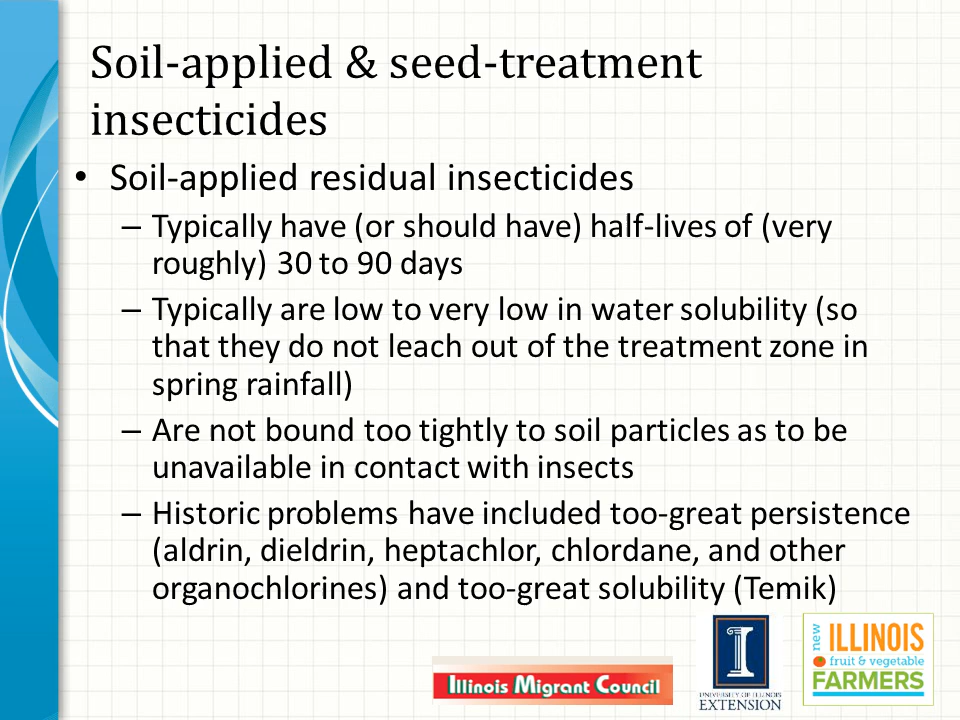 Soil-applied & seed-treatment
insecticides
• Soil-applied residual insecticides
– Typically have (or should have) half-lives of (very
roughly) 30 to 90 days
– Typically are low to very low in water solubility (so
that they do not leach out of the treatment zone in
spring rainfall)
– Are not bound too tightly to soil particles as to be
unavailable in contact with insects
– Historic problems have included too-great persistence
(aldrin, dieldrin, heptachlor, chlordane, and other
organochlorines) and too-great solubility (Temik)
Illinois Migrant Council
I
UNIVERSITY OF ILLINOIS
EXTENSION
new
ILLINOIS
fruit & vegetable
FARMERS